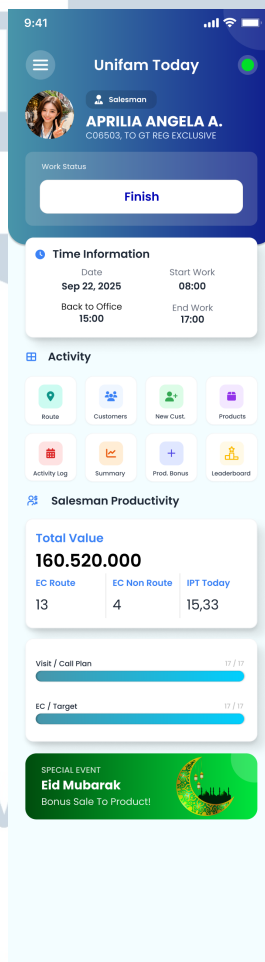 9:41
Unifam Today
Salesman
APRILIA ANGELA A.
C06503, TO GT REG EXCLUSIVE
Work Status
Finish
Time Information
Date
Start Work
Sep 22, 2025
08:00
Back to Office
End Work
15:00
17:00
Activity
Route
Customers
New Cust.
Products
Activity Log
Summary
Prod. Bonus
Leaderboard
Salesman Productivity
Total Value
160.520.000
EC Route
EC Non Route
IPT Today
13
4
15,33
Visit / Call Plan
17 / 17
EC / Target
17 / 17
SPECIAL EVENT
Eid Mubarak
Bonus Sale To Product!